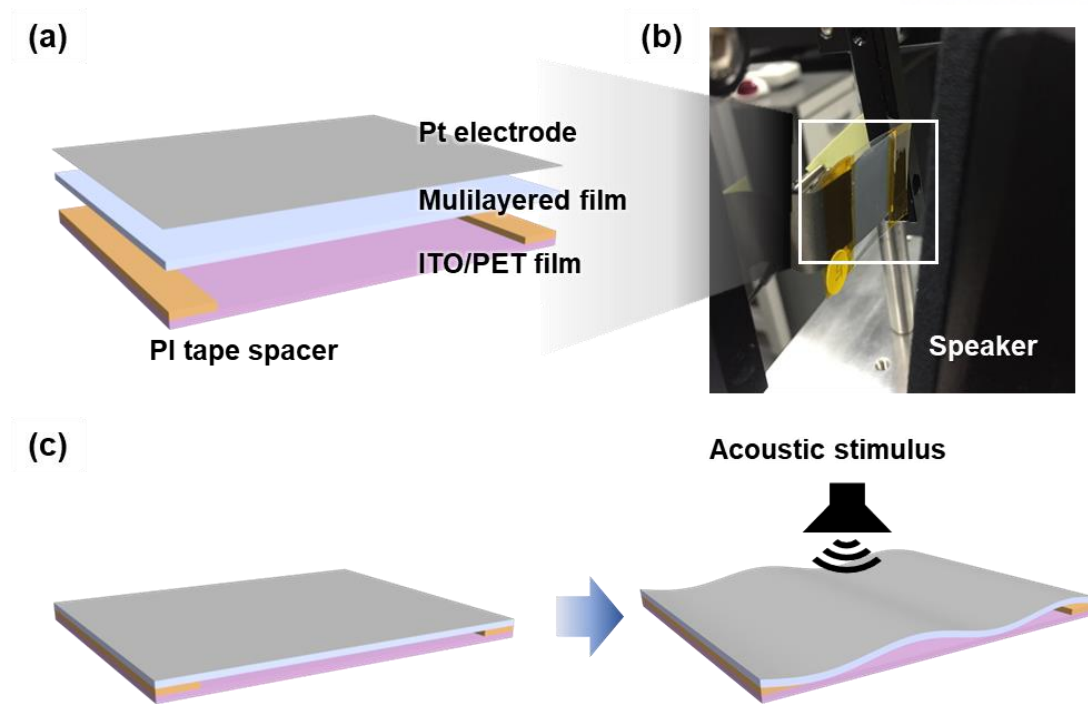 (a)
(b)
Pt electrode
Mulilayered film
ITO/PET film
PI tape spacer
Speaker
(c)
Acoustic stimulus